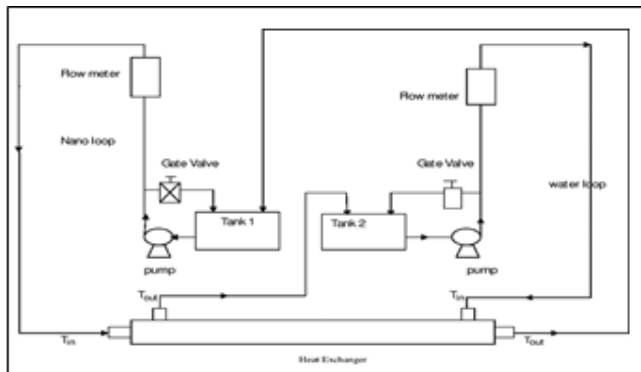 Flow meter
Flow meter
Nano loop
Gate Valve
Gate Valve
water loop
Tank 1
Tank 2
pump
pump
Tout
Tin
Tin
Tout
Heat Exchanger